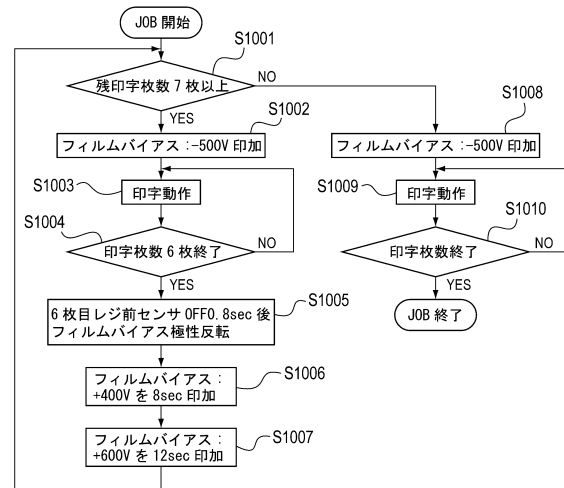 JOB 開始
S1001
残印字枚数 7 枚以上
NO
YES
S1002
フィルムバイアス:-500V 印加
S1003
印字動作
S1004
印字枚数 6 枚終了
NO
YES
S1005
6 枚目レジ前センサ OFF0.8sec 後
フィルムバイアス極性反転
S1006
フィルムバイアス:
+400V を 8sec 印加
S1007
フィルムバイアス:
+600V を 12sec 印加
S1008
フィルムバイアス:-500V 印加
S1009
印字動作
S1010
印字枚数終了
NO
YES
JOB 終了